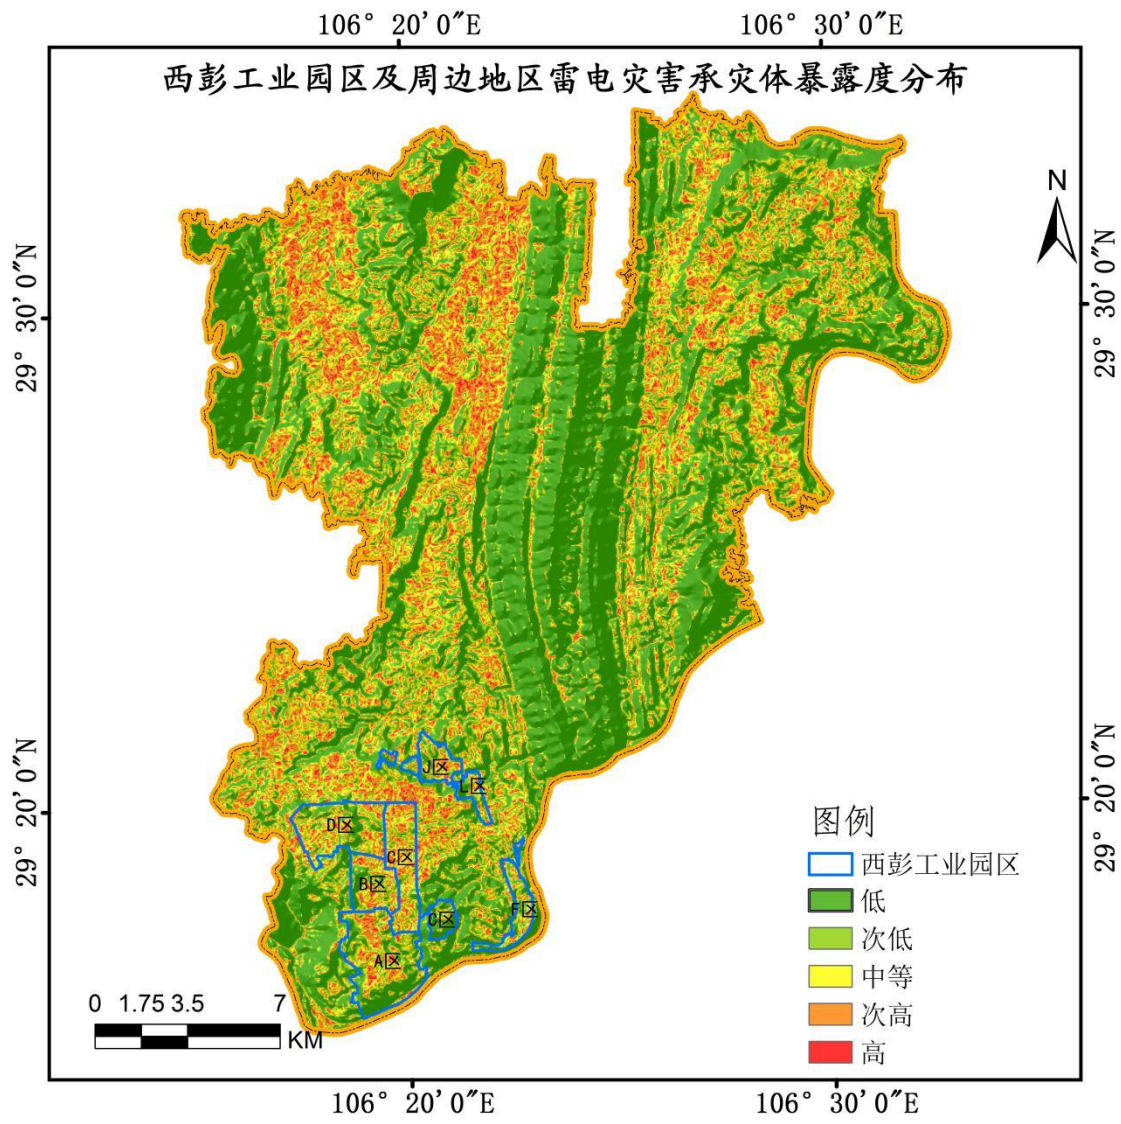 106° 20′0″E 106° 30′0″E
西彭工业园区及周边地区雷电灾害承灾体暴露度分布
N
29° 30′0″N
29° 30′0″N
29° 20′0″N
29° 20′0″N
J区
L区
D区
C区
B区
C区
F区
A区
图例
西彭工业园区
低
次低
中等
次高
高
0 1.75 3.5 7
KM
106° 20′0″E 106° 30′0″E